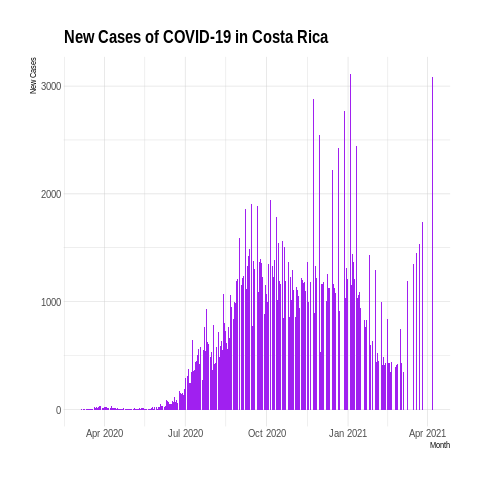 New Cases of COVID-19 in Costa Rica
New Cases
3000
2000
1000
0
Apr 2020 Jul 2020 Oct 2020 Jan 2021 Apr 2021
Month